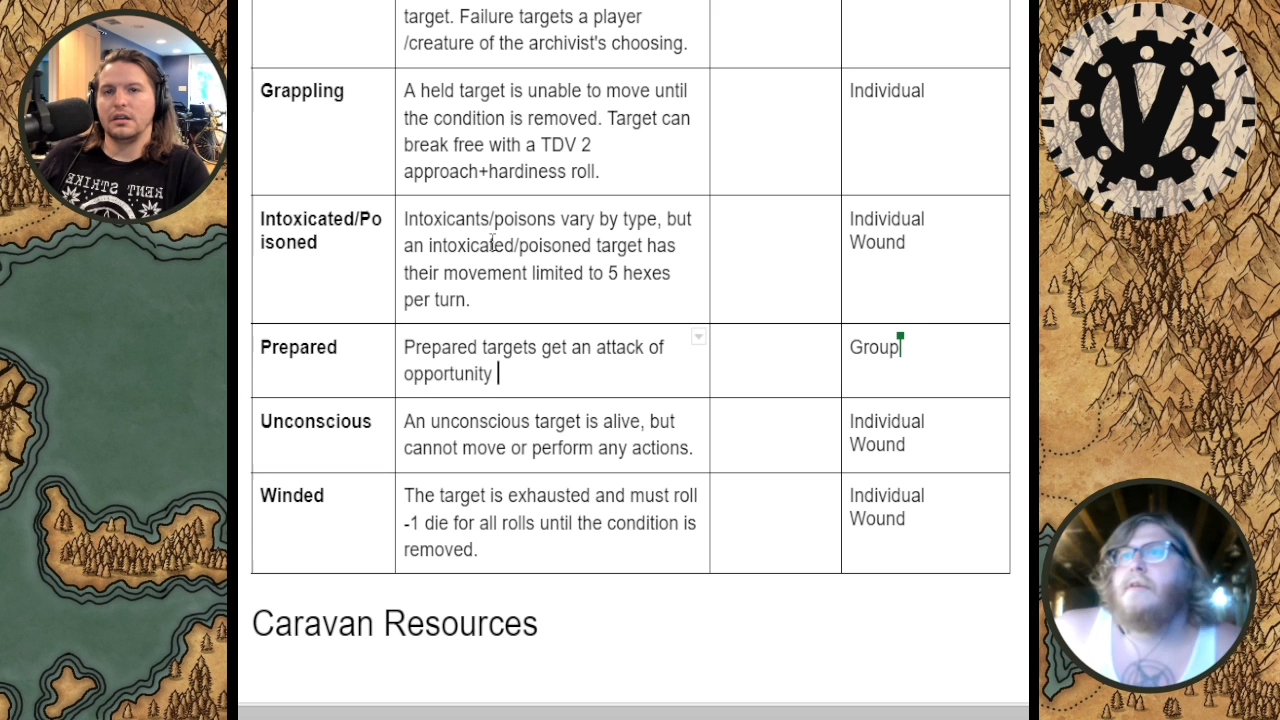 target. Failure targets a player
/creature of the archivist's choosing.
Grappling
A held target is unable to move until
the condition is removed. Target can
break free with a TDV 2
approach+hardiness roll.
Individual
Intoxicated/Po
isoned
Intoxicants/poisons vary by type, but
an intoxicated/poisoned target has
their movement limited to 5 hexes
per turn.
Individual
Wound
Prepared
Prepared targets get an attack of
opportunity
Group
Unconscious
An unconscious target is alive, but
cannot move or perform any actions.
Individual
Wound
Winded
The target is exhausted and must roll
-1 die for all rolls until the condition is
removed.
Individual
Wound
Caravan Resources
V